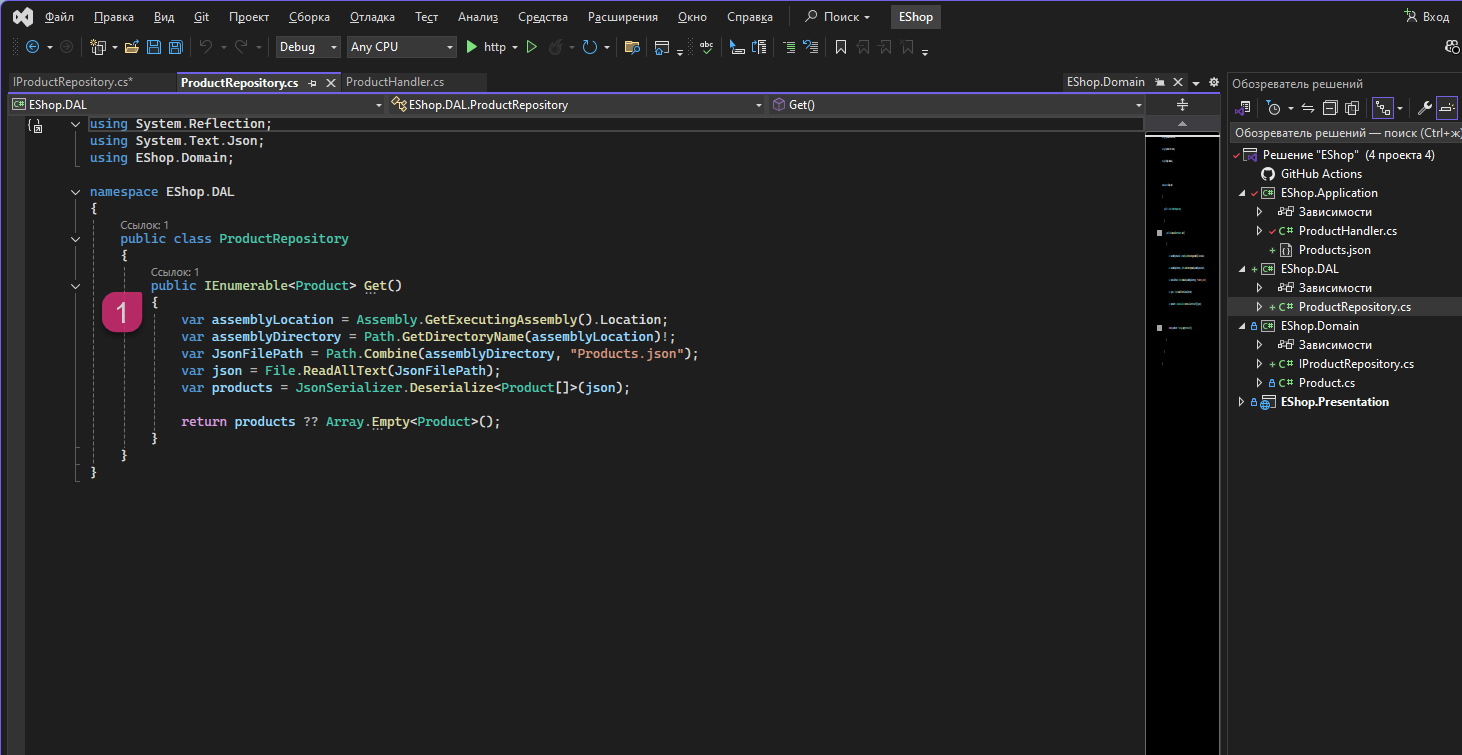 Файл Правка Вид Git Проект Сборка Отладка Тест Анализ Средства Расширения Окно Справка Поиск EShop Вход
Debug Any CPU http abc
IProductRepository.cs* ProductRepository.cs ProductHandler.cs EShop.Domain
C# EShop.DAL EShop.DAL.ProductRepository Get()
using System.Reflection;
using System.Text.Json;
using EShop.Domain;
namespace EShop.DAL
{
Ссылок: 1
public class ProductRepository
{
Ссылок: 1
public IEnumerable<Product> Get()
1
{
var assemblyLocation = Assembly.GetExecutingAssembly().Location;
var assemblyDirectory = Path.GetDirectoryName(assemblyLocation)!;
var JsonFilePath = Path.Combine(assemblyDirectory, "Products.json");
var json = File.ReadAllText(JsonFilePath);
var products = JsonSerializer.Deserialize<Product[]>(json);
return products ?? Array.Empty<Product>();
}
}
}
Обозреватель решений
Обозреватель решений — поиск (Ctrl+ж)
Решение "EShop" (4 проекта 4)
GitHub Actions
C# EShop.Application
Зависимости
C# ProductHandler.cs
+ Products.json
+ C# EShop.DAL
Зависимости
+ C# ProductRepository.cs
C# EShop.Domain
Зависимости
+ C# IProductRepository.cs
C# Product.cs
EShop.Presentation